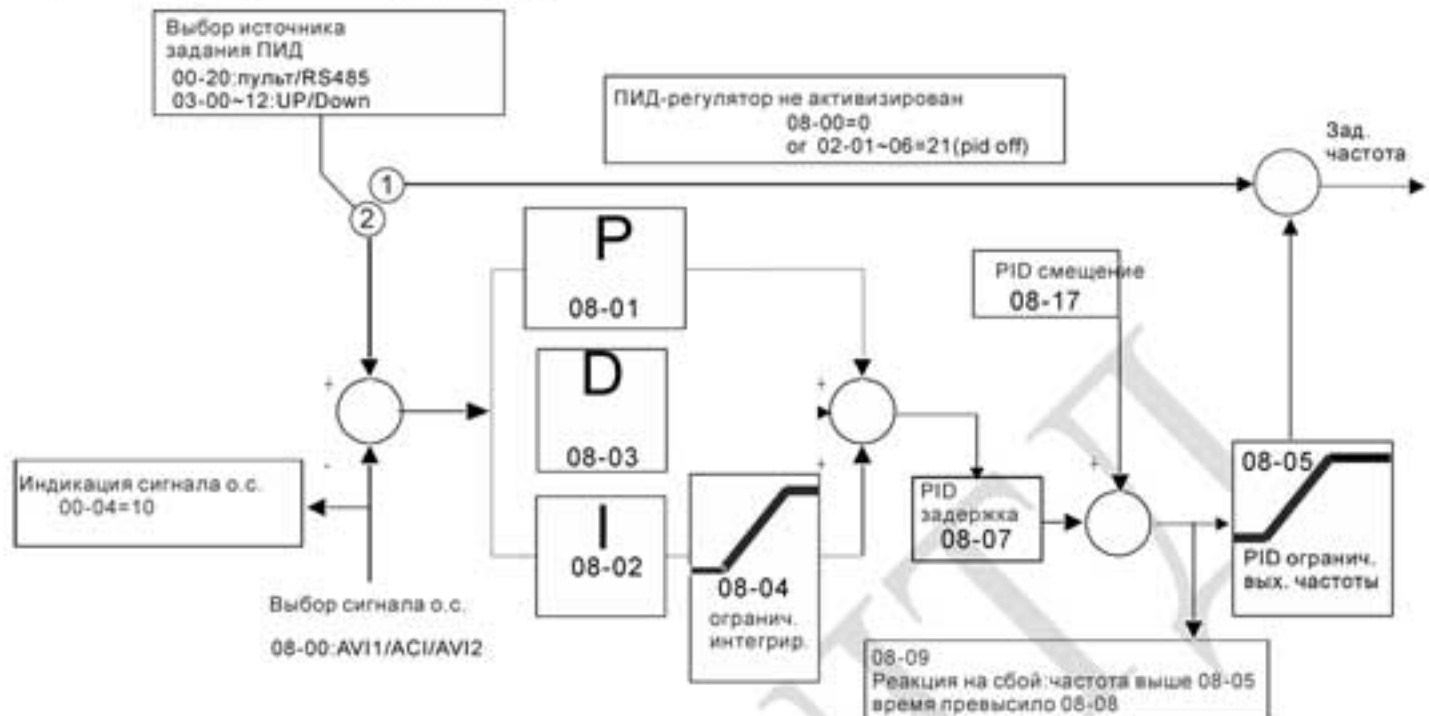 Выбор источника
задания ПИД
00-20:пульт/RS485
03-00~12:UP/Down
ПИД-регулятор не активизирован
08-00=0
or 02-01~06=21(pid off)
Зад.
частота
1
2
P
08-01
PID смещение
08-17
+
D
08-03
+
+
+
-
Индикация сигнала о.с.
00-04=10
I
08-02
08-04
огранич.
интегрир.
PID
задержка
08-07
+
08-05
PID огранич.
вых. частоты
Выбор сигнала о.с.
08-00:AVI1/ACI/AVI2
08-09
Реакция на сбой:частота выше 08-05
время превысило 08-08